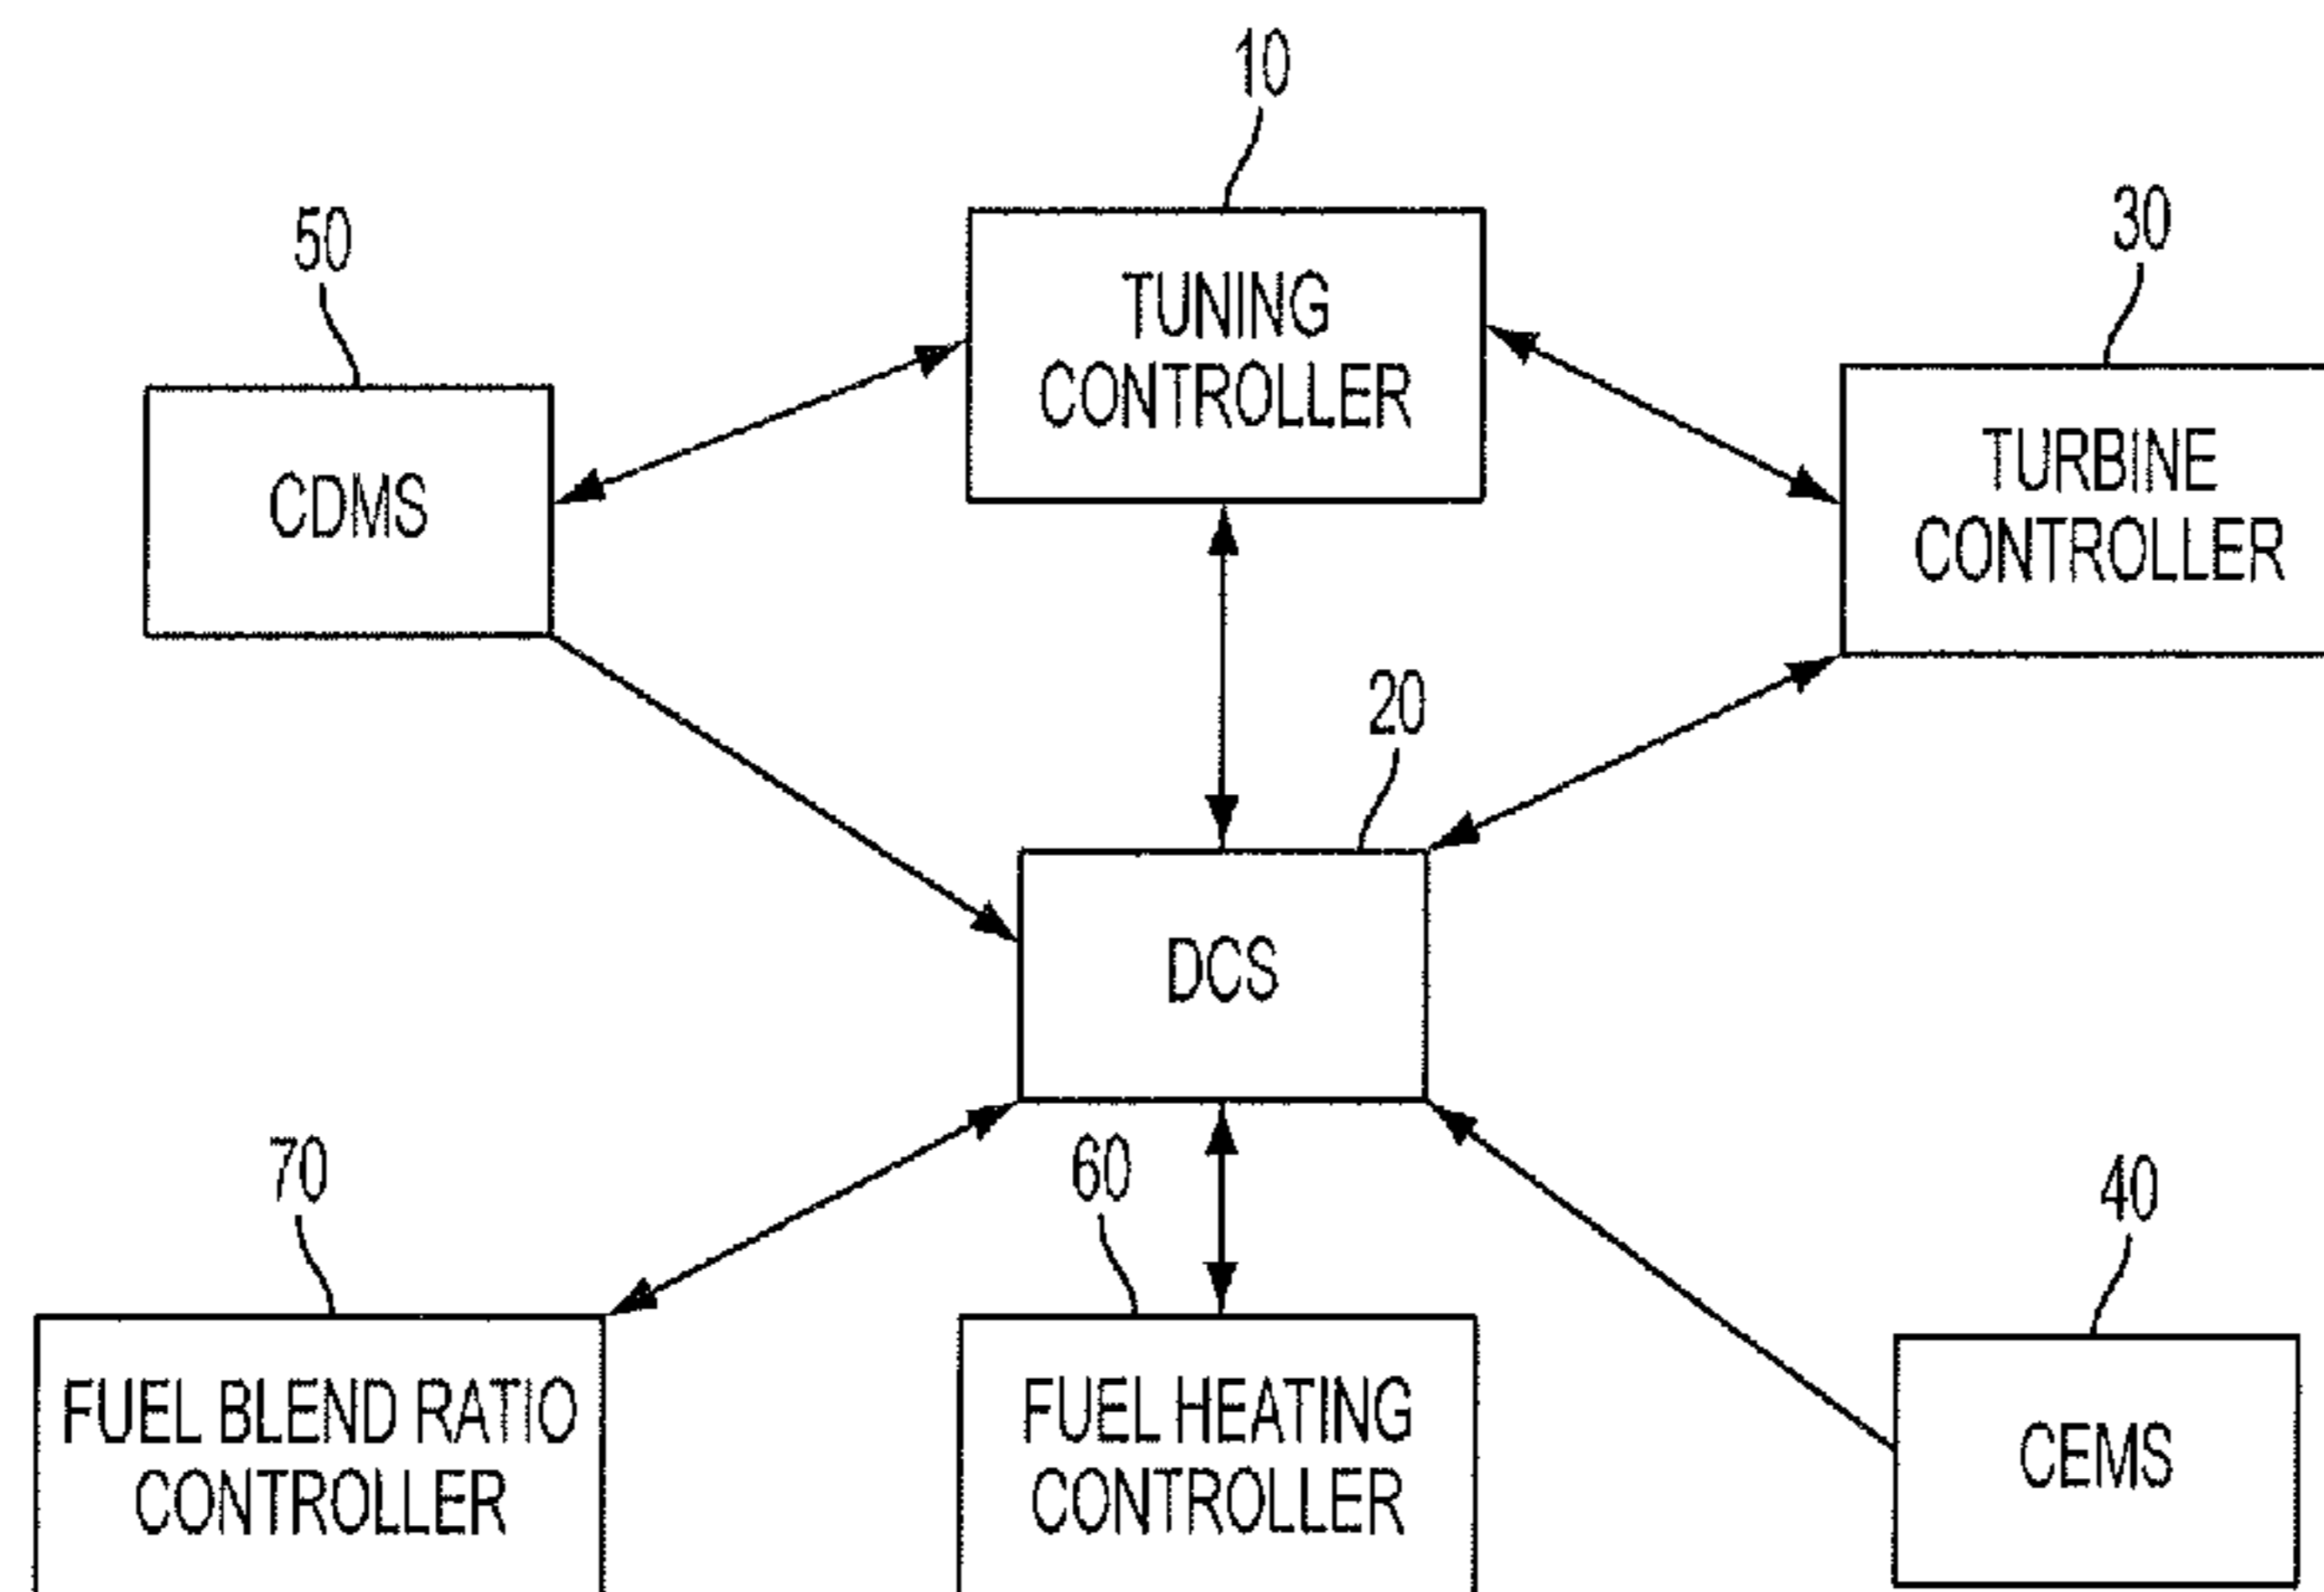 10
50
30
TUNING
CONTROLLER
CDMS
TURBINE
CONTROLLER
20
DCS
70
60
40
FUEL BLEND RATIO
CONTROLLER
FUEL HEATING
CONTROLLER
CEMS